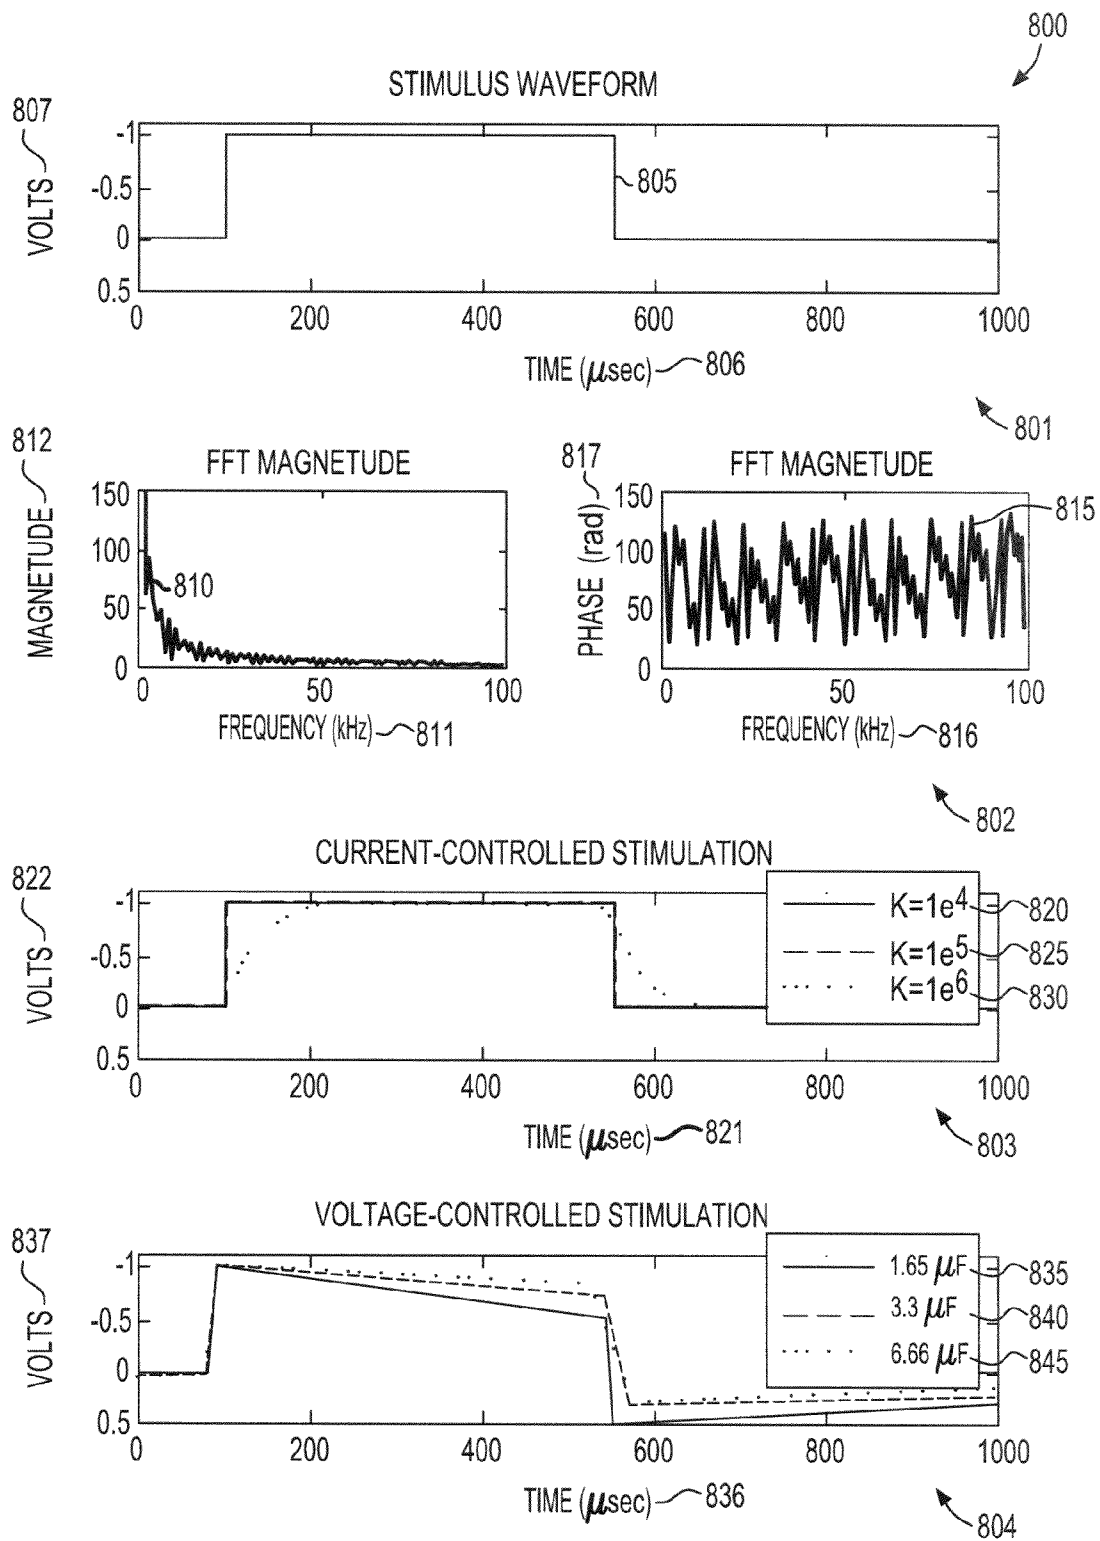 800
STIMULUS WAVEFORM
807
VOLTS
-1
-0.5
0
0.5
805
0 200 400 600 800 1000
TIME (μsec) 806
801
812
FFT MAGNETUDE
MAGNETUDE
150
100
50
0
810
0 50 100
FREQUENCY (kHz) 811
817
FFT MAGNETUDE
PHASE (rad)
150
100
50
0
815
0 50 100
FREQUENCY (kHz) 816
802
CURRENT-CONTROLLED STIMULATION
822
VOLTS
-1
-0.5
0
0.5
K=1e4 820
K=1e5 825
K=1e6 830
0 200 400 600 800 1000
TIME (μsec) 821
803
VOLTAGE-CONTROLLED STIMULATION
837
VOLTS
-1
-0.5
0
0.5
1.65 μF 835
3.3 μF 840
6.66 μF 845
0 200 400 600 800 1000
TIME (μsec) 836
804